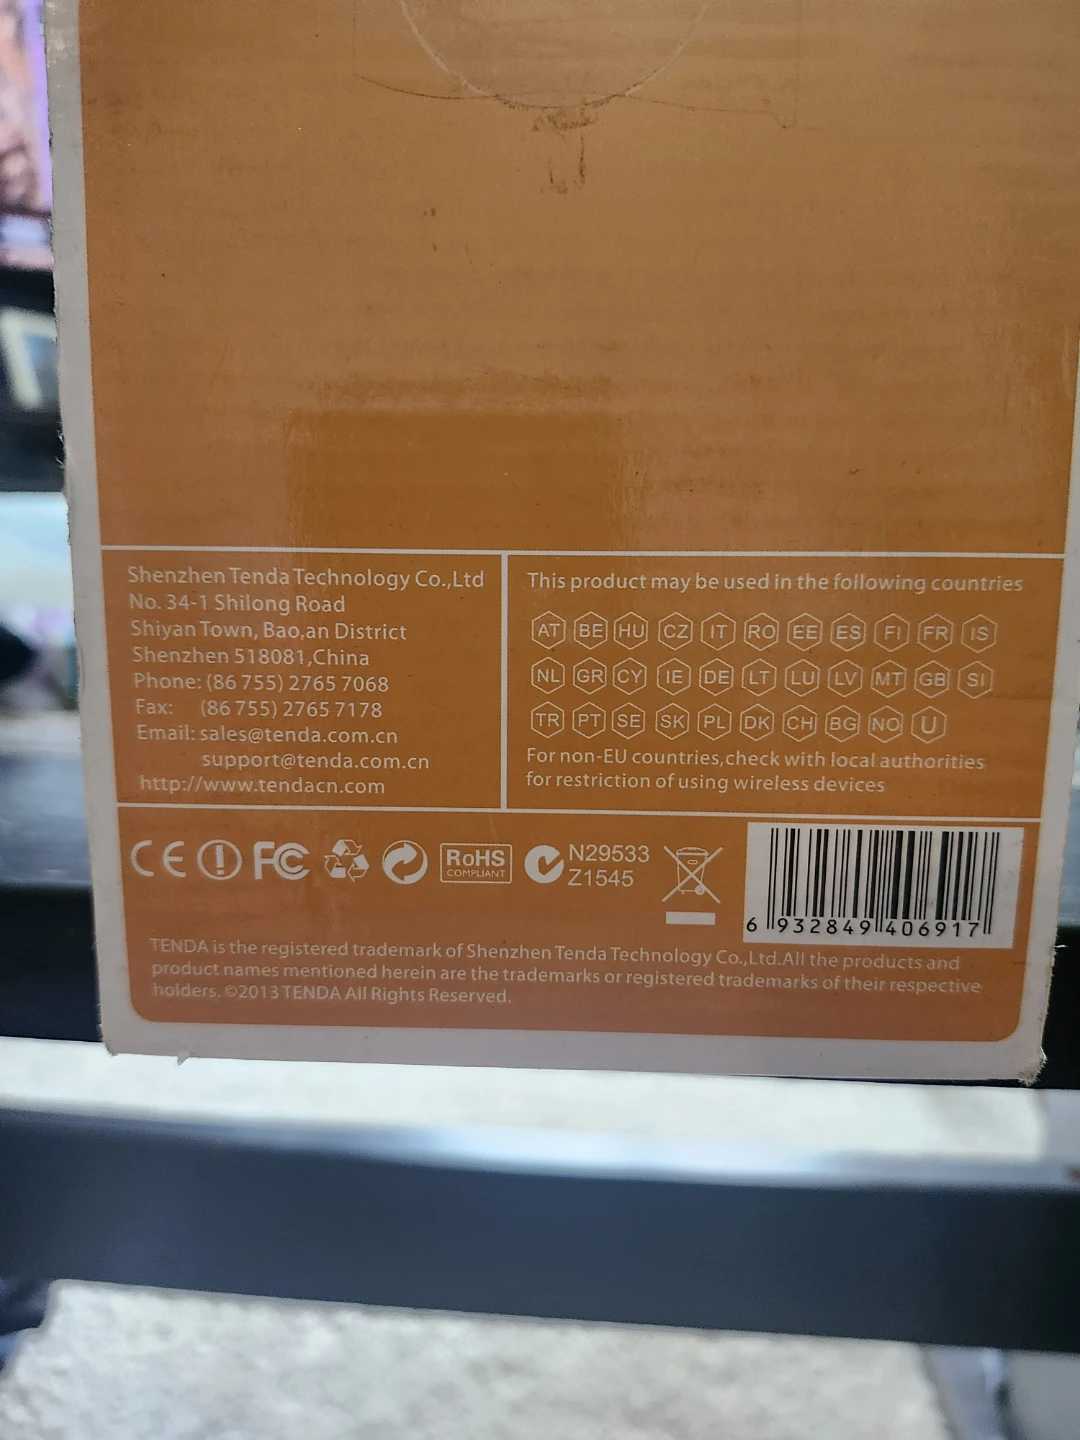 Shenzhen Tenda Technology Co.,Ltd
No. 34-1 Shilong Road
Shiyan Town, Bao,an District
Shenzhen 518081,China
Phone: (86 755) 2765 7068
Fax: (86 755) 2765 7178
Email: sales@tenda.com.cn
support@tenda.com.cn
http://www.tendacn.com
This product may be used in the following countries
AT BE HU CZ IT RO EE ES FI FR IS
NL GR CY IE DE LT LU LV MT GB SI
TR PT SE SK PL DK CH BG NO U
For non-EU countries,check with local authorities
for restriction of using wireless devices
CE FC
RoHS
COMPLIANT
N29533
Z1545
6 932849 406917
TENDA is the registered trademark of Shenzhen Tenda Technology Co.,Ltd.All the products and
product names mentioned herein are the trademarks or registered trademarks of their respective
holders. ©2013 TENDA All Rights Reserved.